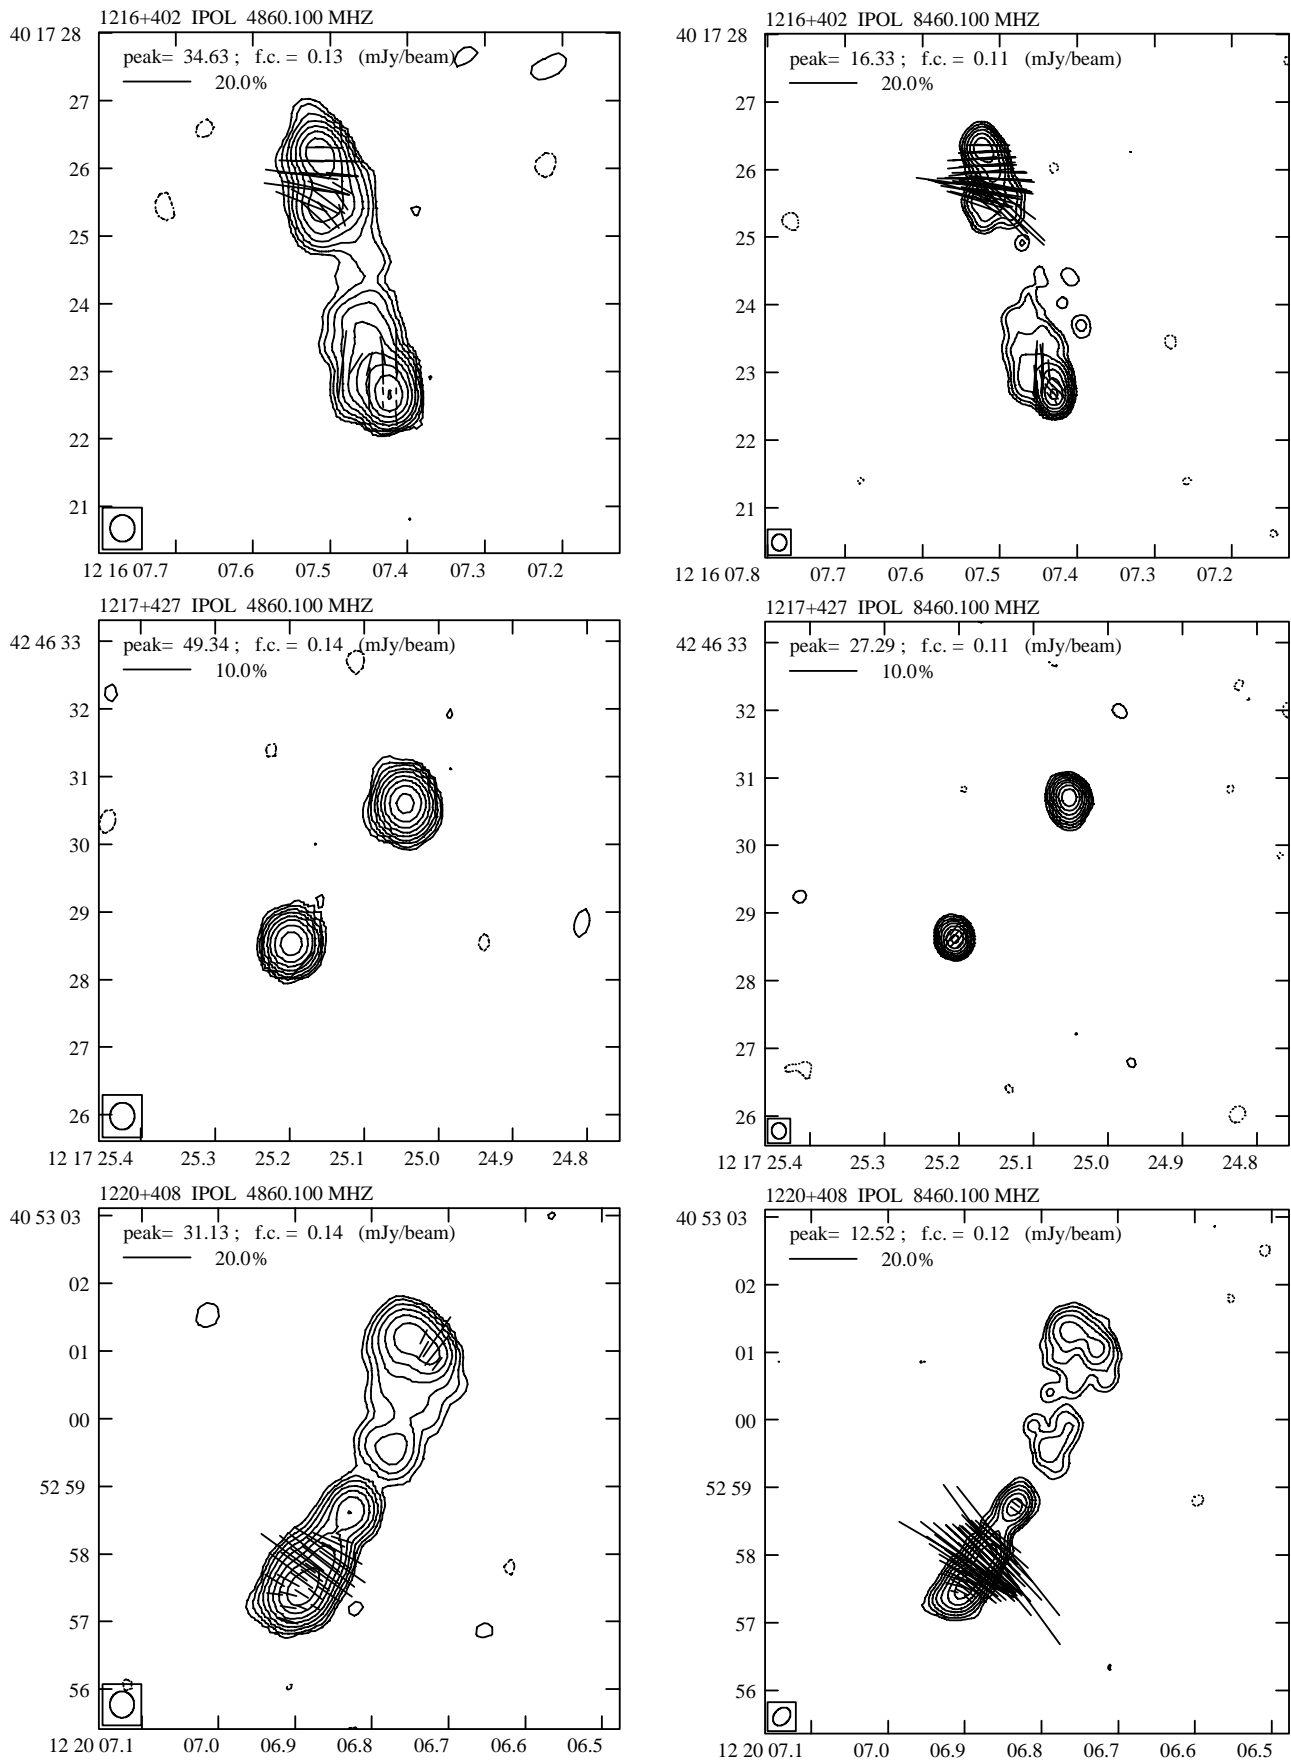 1216+402 IPOL 4860.100 MHZ
40 17 28
peak= 34.63 ; f.c. = 0.13 (mJy/beam)
20.0%
27
26
25
24
23
22
21
12 16 07.7 07.6 07.5 07.4 07.3 07.2
1216+402 IPOL 8460.100 MHZ
40 17 28
peak= 16.33 ; f.c. = 0.11 (mJy/beam)
20.0%
27
26
25
24
23
22
21
12 16 07.8 07.7 07.6 07.5 07.4 07.3 07.2
1217+427 IPOL 4860.100 MHZ
42 46 33
peak= 49.34 ; f.c. = 0.14 (mJy/beam)
10.0%
32
31
30
29
28
27
26
12 17 25.4 25.3 25.2 25.1 25.0 24.9 24.8
1217+427 IPOL 8460.100 MHZ
42 46 33
peak= 27.29 ; f.c. = 0.11 (mJy/beam)
10.0%
32
31
30
29
28
27
26
12 17 25.4 25.3 25.2 25.1 25.0 24.9 24.8
1220+408 IPOL 4860.100 MHZ
40 53 03
peak= 31.13 ; f.c. = 0.14 (mJy/beam)
20.0%
02
01
00
52 59
58
57
56
12 20 07.1 07.0 06.9 06.8 06.7 06.6 06.5
1220+408 IPOL 8460.100 MHZ
40 53 03
peak= 12.52 ; f.c. = 0.12 (mJy/beam)
20.0%
02
01
00
52 59
58
57
56
12 20 07.1 07.0 06.9 06.8 06.7 06.6 06.5